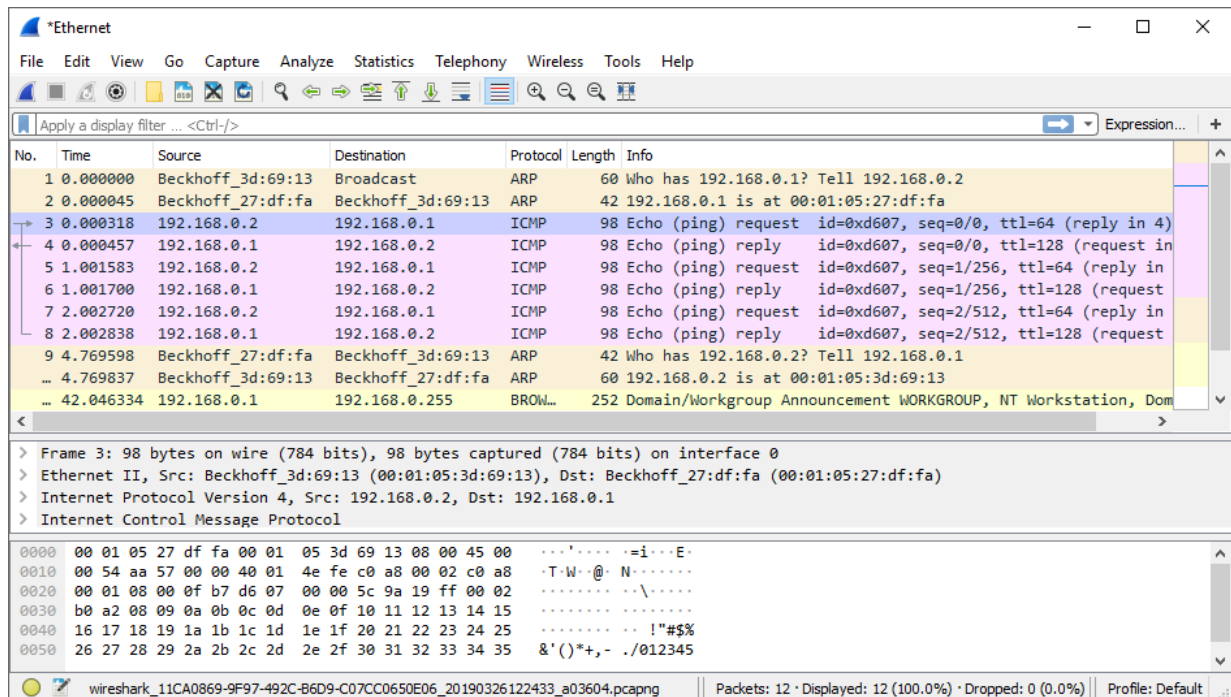 *Ethernet
File Edit View Go Capture Analyze Statistics Telephony Wireless Tools Help
Apply a display filter ... <Ctrl-/> Expression... +
No. Time Source Destination Protocol Length Info
1 0.000000 Beckhoff_3d:69:13 Broadcast ARP 60 Who has 192.168.0.1? Tell 192.168.0.2
2 0.000045 Beckhoff_27:df:fa Beckhoff_3d:69:13 ARP 42 192.168.0.1 is at 00:01:05:27:df:fa
3 0.000318 192.168.0.2 192.168.0.1 ICMP 98 Echo (ping) request id=0xd607, seq=0/0, ttl=64 (reply in 4)
4 0.000457 192.168.0.1 192.168.0.2 ICMP 98 Echo (ping) reply id=0xd607, seq=0/0, ttl=128 (request in
5 1.001583 192.168.0.2 192.168.0.1 ICMP 98 Echo (ping) request id=0xd607, seq=1/256, ttl=64 (reply in
6 1.001700 192.168.0.1 192.168.0.2 ICMP 98 Echo (ping) reply id=0xd607, seq=1/256, ttl=128 (request
7 2.002720 192.168.0.2 192.168.0.1 ICMP 98 Echo (ping) request id=0xd607, seq=2/512, ttl=64 (reply in
8 2.002838 192.168.0.1 192.168.0.2 ICMP 98 Echo (ping) reply id=0xd607, seq=2/512, ttl=128 (request
9 4.769598 Beckhoff_27:df:fa Beckhoff_3d:69:13 ARP 42 Who has 192.168.0.2? Tell 192.168.0.1
… 4.769837 Beckhoff_3d:69:13 Beckhoff_27:df:fa ARP 60 192.168.0.2 is at 00:01:05:3d:69:13
… 42.046334 192.168.0.1 192.168.0.255 BROW… 252 Domain/Workgroup Announcement WORKGROUP, NT Workstation, Dom
> Frame 3: 98 bytes on wire (784 bits), 98 bytes captured (784 bits) on interface 0
> Ethernet II, Src: Beckhoff_3d:69:13 (00:01:05:3d:69:13), Dst: Beckhoff_27:df:fa (00:01:05:27:df:fa)
> Internet Protocol Version 4, Src: 192.168.0.2, Dst: 192.168.0.1
> Internet Control Message Protocol
0000 00 01 05 27 df fa 00 01 05 3d 69 13 08 00 45 00 ···'···· ·=i···E·
0010 00 54 aa 57 00 00 40 01 4e fe c0 a8 00 02 c0 a8 ·T·W··@· N·······
0020 00 01 08 00 0f b7 d6 07 00 00 5c 9a 19 ff 00 02 ········ ··\·····
0030 b0 a2 08 09 0a 0b 0c 0d 0e 0f 10 11 12 13 14 15 ········ ········
0040 16 17 18 19 1a 1b 1c 1d 1e 1f 20 21 22 23 24 25 ········ ·· !"#$%
0050 26 27 28 29 2a 2b 2c 2d 2e 2f 30 31 32 33 34 35 &'()*+,- ./012345
wireshark_11CA0869-9F97-492C-B6D9-C07CC0650E06_20190326122433_a03604.pcapng Packets: 12 · Displayed: 12 (100.0%) · Dropped: 0 (0.0%) Profile: Default